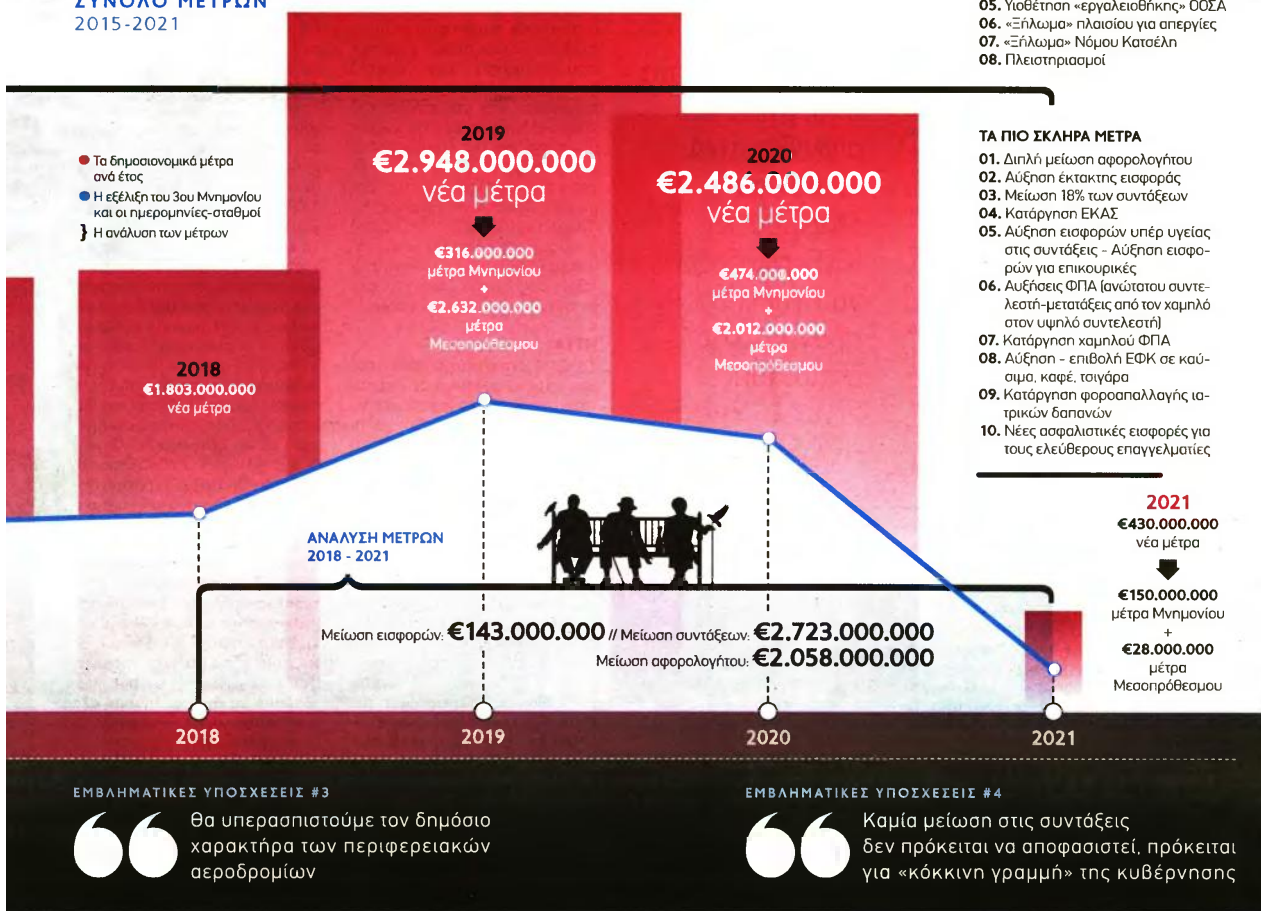 ΣΥΝΟΛΟ ΜΕΤΡΩΝ
2015-2021
05. Υιοθέτηση «εργαλειοθήκης» ΟΟΣΑ
06. «Ξήλωμα» πλαισίου για απεργίες
07. «Ξήλωμα» Νόμου Κατσέλη
08. Πλειστηριασμοί
Τα δημοσιονομικά μέτρα
ανά έτος
Η εξέλιξη του 3ου Μνημονίου
και οι ημερομηνίες-σταθμοί
} Η ανάλυση των μέτρων
2018
€1.803.000.000
νέα μέτρα
2019
€2.948.000.000
νέα μέτρα
€316.000.000
μέτρα Μνημονίου
+
€2.632.000.000
μέτρα
Μεσοπρόθεσμου
2020
€2.486.000.000
νέα μέτρα
€474.000.000
μέτρα Μνημονίου
+
€2.012.000.000
μέτρα
Μεσοπρόθεσμου
ΤΑ ΠΙΟ ΣΚΛΗΡΑ ΜΕΤΡΑ
01. Διπλή μείωση αφορολογήτου
02. Αύξηση έκτακτης εισφοράς
03. Μείωση 18% των συντάξεων
04. Κατάργηση ΕΚΑΣ
05. Αύξηση εισφορών υπέρ υγείας
στις συντάξεις - Αύξηση εισφο-
ρών για επικουρικές
06. Αυξήσεις ΦΠΑ (ανώτατου συντε-
λεστή-μετατάξεις από τον χαμηλό
στον υψηλό συντελεστή)
07. Κατάργηση χαμηλού ΦΠΑ
08. Αύξηση - επιβολή ΕΦΚ σε καύ-
σιμα, καφέ, τσιγάρα
09. Κατάργηση φοροαπαλλαγής ια-
τρικών δαπανών
10. Νέες ασφαλιστικές εισφορές για
τους ελεύθερους επαγγελματίες
2021
€430.000.000
νέα μέτρα
€150.000.000
μέτρα Μνημονίου
+
€28.000.000
μέτρα
Μεσοπρόθεσμου
ΑΝΑΛΥΣΗ ΜΕΤΡΩΝ
2018 - 2021
Μείωση εισφορών: €143.000.000 // Μείωση συντάξεων: €2.723.000.000
Μείωση αφορολογήτου: €2.058.000.000
2018 2019 2020 2021
ΕΜΒΛΗΜΑΤΙΚΕΣ ΥΠΟΣΧΕΣΕΙΣ #3
Θα υπερασπιστούμε τον δημόσιο
χαρακτήρα των περιφερειακών
αεροδρομίων
ΕΜΒΛΗΜΑΤΙΚΕΣ ΥΠΟΣΧΕΣΕΙΣ #4
Καμία μείωση στις συντάξεις
δεν πρόκειται να αποφασιστεί, πρόκειται
για «κόκκινη γραμμή» της κυβέρνησης